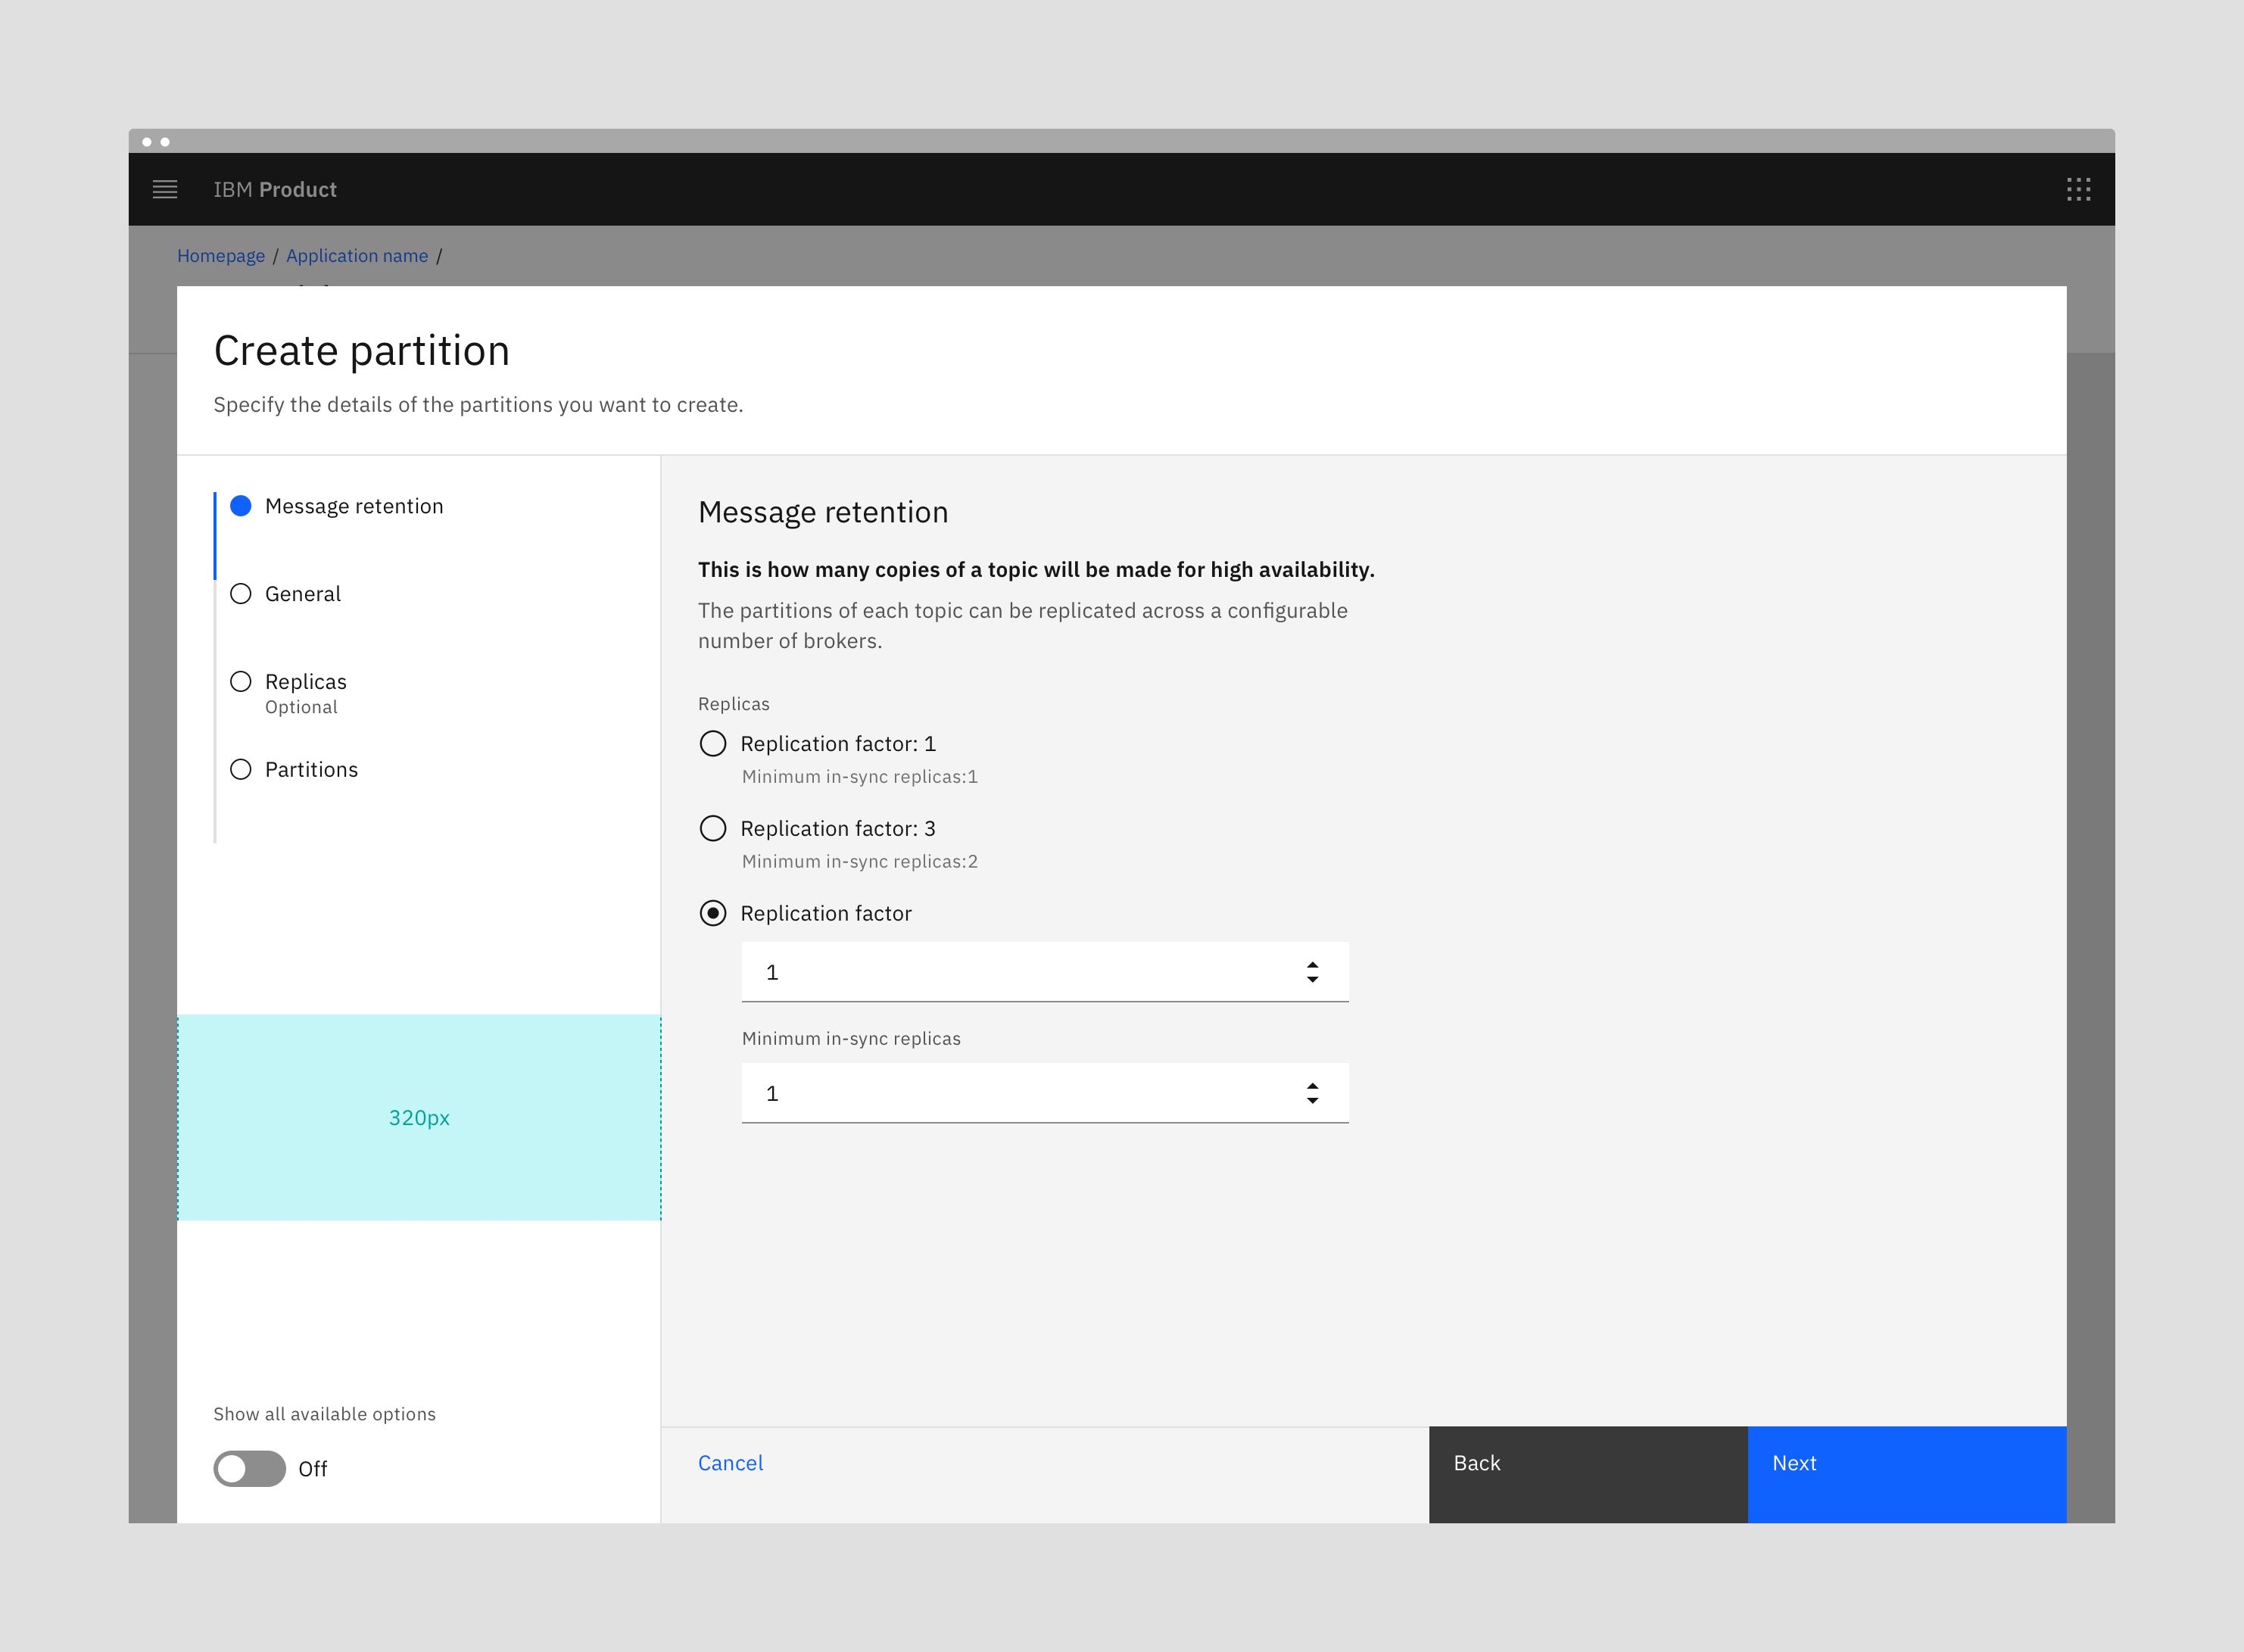 IBM Product
Homepage / Application name /
Create partition
Specify the details of the partitions you want to create.
Message retention
General
Replicas
Optional
Partitions
320px
Show all available options
Off
Message retention
This is how many copies of a topic will be made for high availability.
The partitions of each topic can be replicated across a configurable
number of brokers.
Replicas
Replication factor: 1
Minimum in-sync replicas:1
Replication factor: 3
Minimum in-sync replicas:2
Replication factor
1
Minimum in-sync replicas
1
Cancel
Back
Next